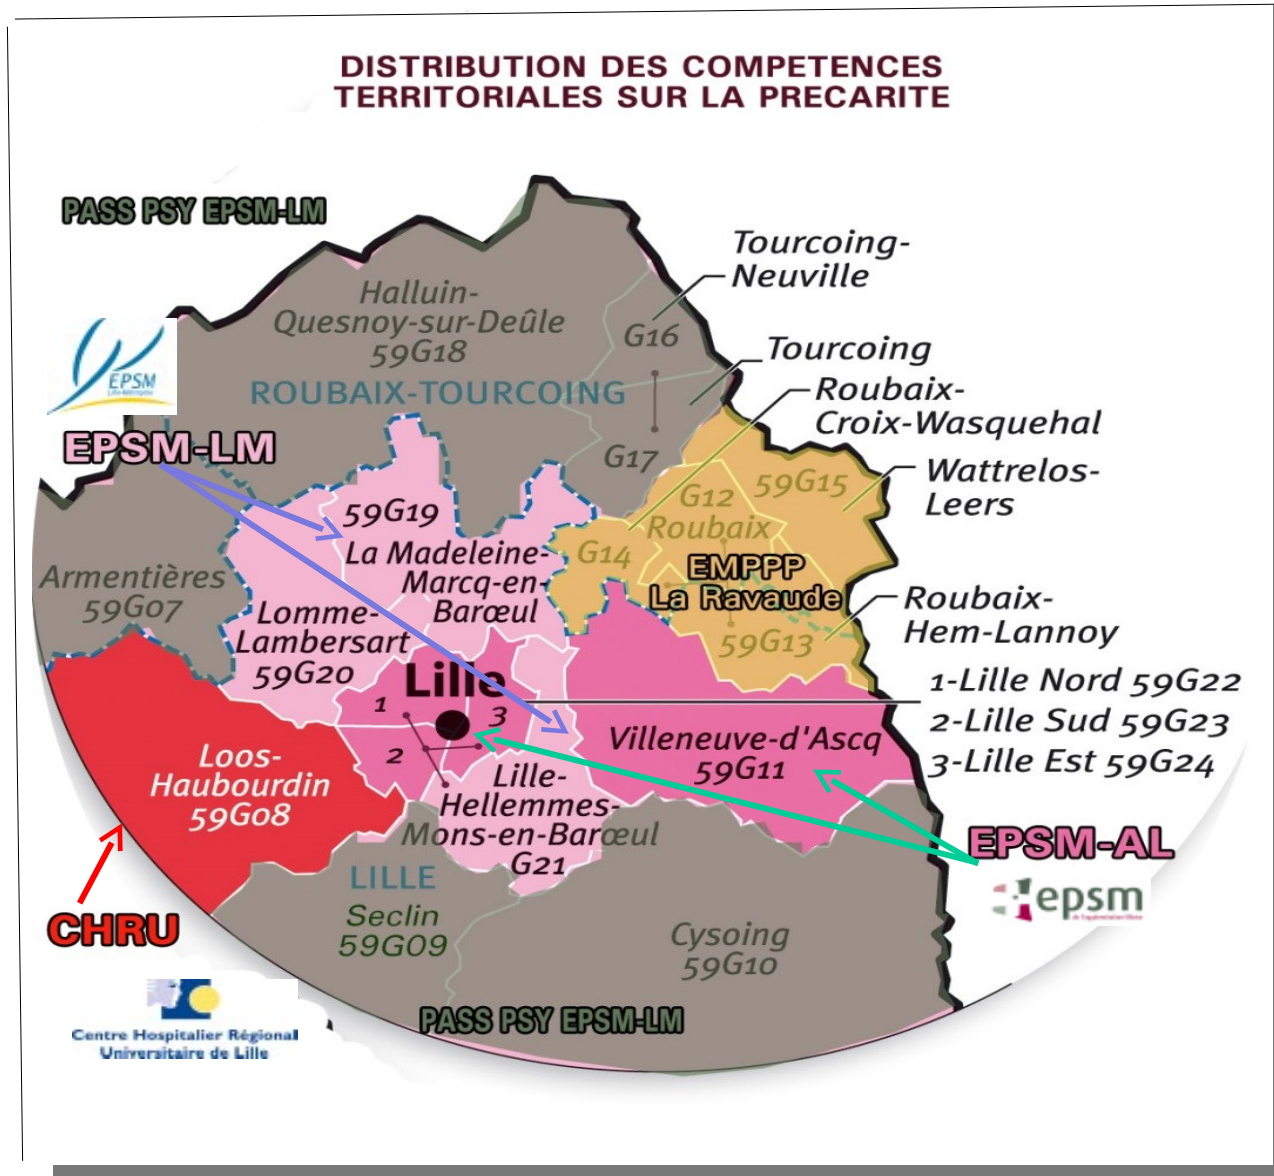 DISTRIBUTION DES COMPETENCES
TERRITORIALES SUR LA PRECARITE
PASS PSY EPSM-LM
Tourcoing-
Neuville
Halluin-
Quesnoy-sur-Deûle
59G18
G16
Tourcoing
EPSM
ROUBAIX-TOURCOING
Roubaix-
Croix-Wasquehal
EPSM-LM
G17
Wattrelos-
Leers
G12
59G15
Roubaix
59G19
G14
La Madeleine-
Marcq-en-
Barœul
EMPPP
La Ravaude
Armentières
59G07
Roubaix-
Hem-Lannoy
Lomme-
Lambersart
59G20
59G13
Lille
1
2
3
1-Lille Nord 59G22
2-Lille Sud 59G23
3-Lille Est 59G24
Villeneuve-d'Ascq
59G11
Loos-
Haubourdin
59G08
Lille-
Hellemmes-
Mons-en-Barœul
G21
EPSM-AL
epsm
LILLE
Seclin
59G09
CHRU
Cysoing
59G10
PASS PSY EPSM-LM
Centre Hospitalier Régional
Universitaire de Lille